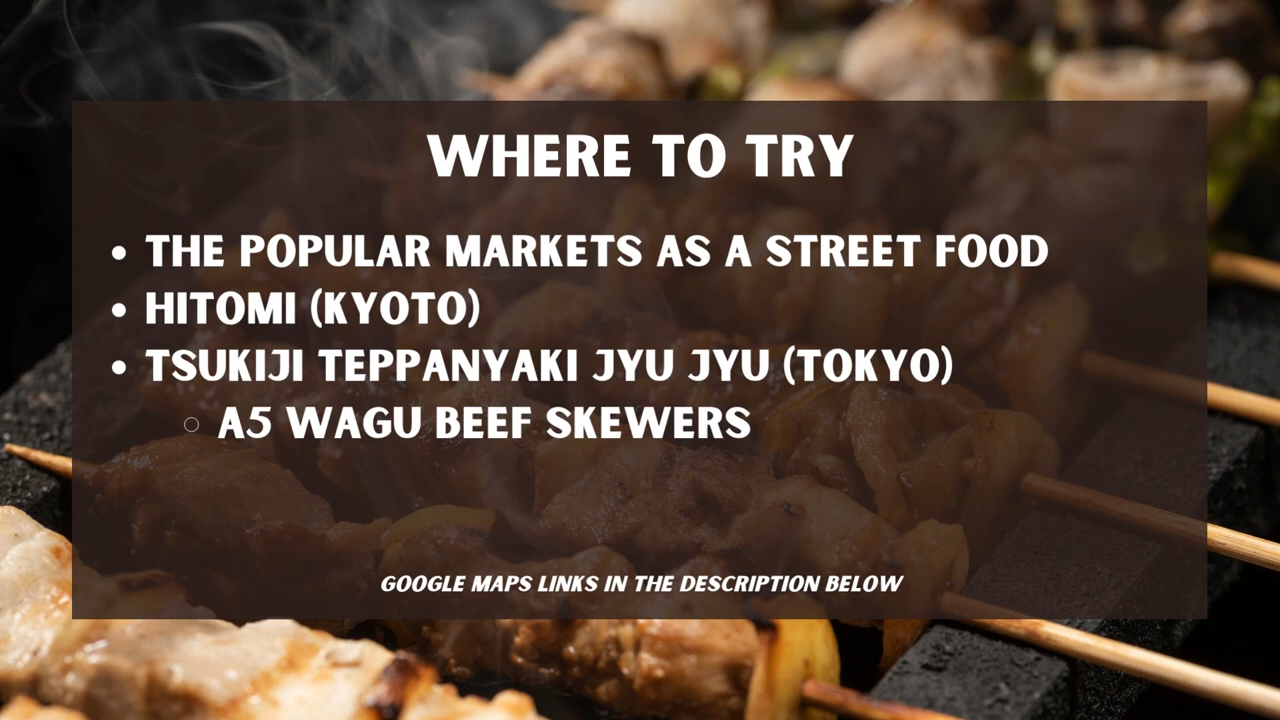 WHERE TO TRY
• THE POPULAR MARKETS AS A STREET FOOD
• HITOMI (KYOTO)
• TSUKIJI TEPPANYAKI JYU JYU (TOKYO)
○ A5 WAGU BEEF SKEWERS
GOOGLE MAPS LINKS IN THE DESCRIPTION BELOW